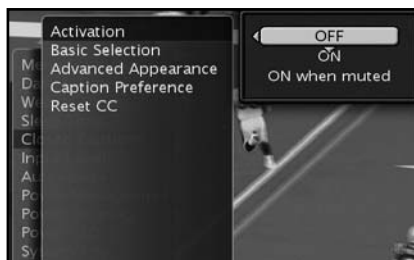 Activation
Basic Selection
Advanced Appearance
Caption Preference
Reset CC
OFF
ON
ON when muted